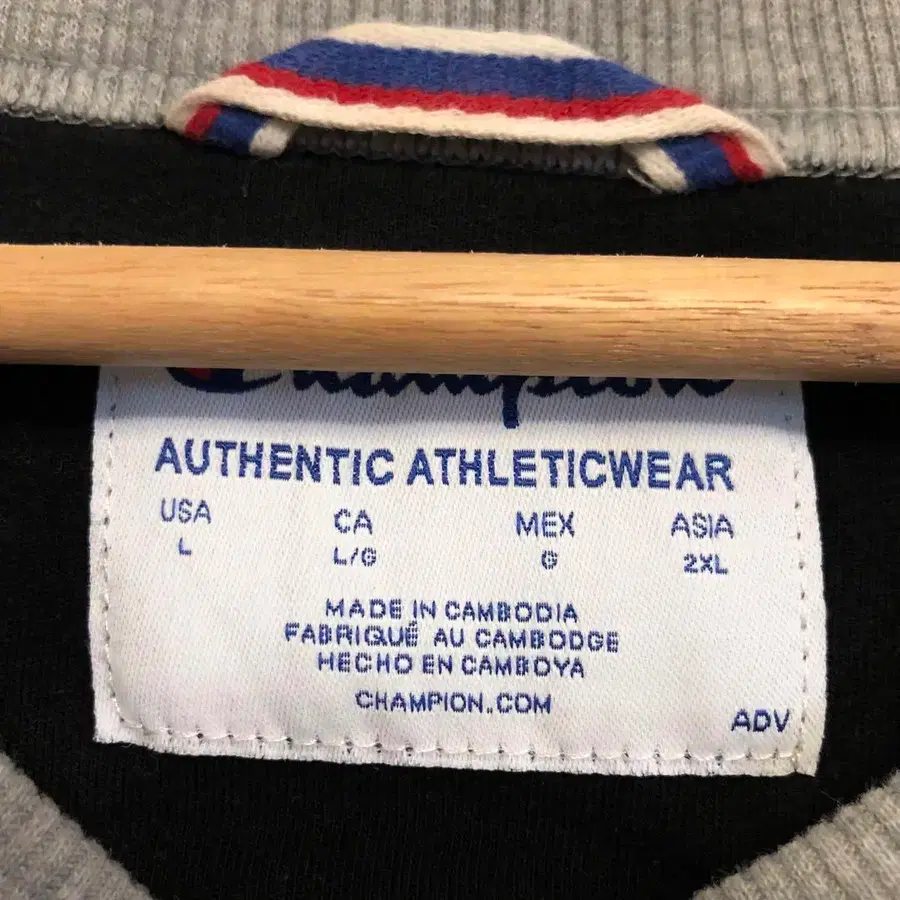 Champion
AUTHENTIC ATHLETICWEAR
USA CA MEX ASIA
L L/G G 2XL
MADE IN CAMBODIA
FABRIQUÉ AU CAMBODGE
HECHO EN CAMBOYA
CHAMPION.COM
ADV